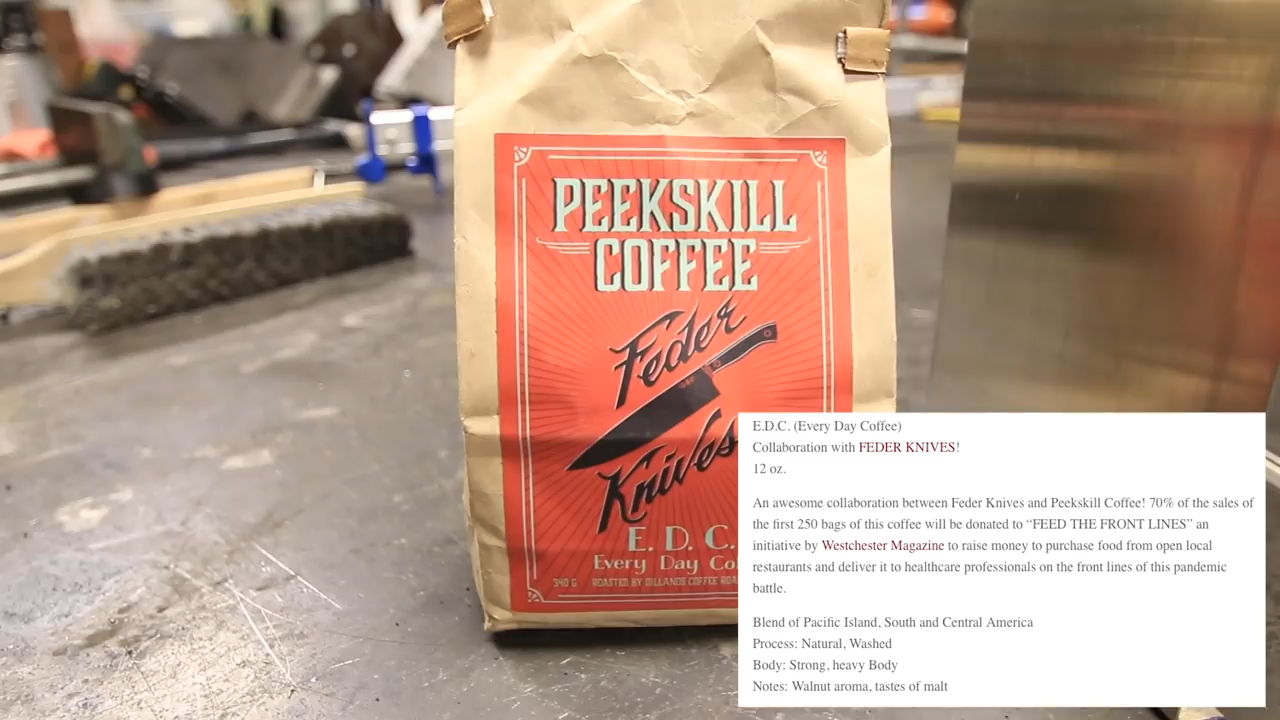 PEEKSKILL
COFFEE
Feder
Knives
E. D. C.
Every Day
340 G ROASTED BY DILLANOS COFFEE
E.D.C. (Every Day Coffee)
Collaboration with FEDER KNIVES!
12 oz.
An awesome collaboration between Feder Knives and Peekskill Coffee! 70% of the sales of
the first 250 bags of this coffee will be donated to “FEED THE FRONT LINES” an
initiative by Westchester Magazine to raise money to purchase food from open local
restaurants and deliver it to healthcare professionals on the front lines of this pandemic
battle.
Blend of Pacific Island, South and Central America
Process: Natural, Washed
Body: Strong, heavy Body
Notes: Walnut aroma, tastes of malt